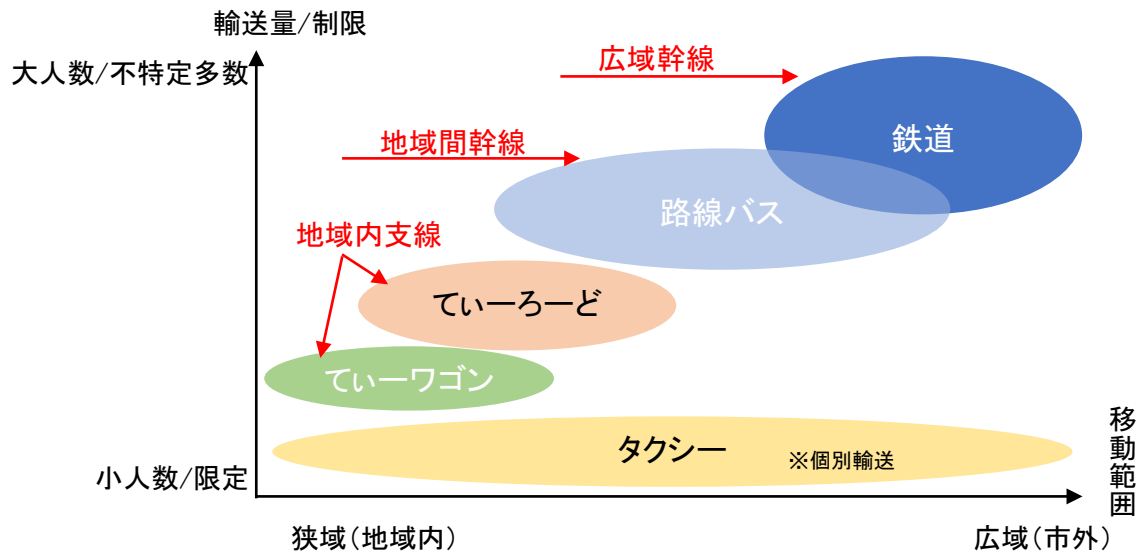 輸送量/制限
大人数/不特定多数
広域幹線
鉄道
地域間幹線
路線バス
地域内支線
てぃーろーど
てぃーワゴン
タクシー
※個別輸送
小人数/限定
移動範囲
狭域(地域内)
広域(市外)